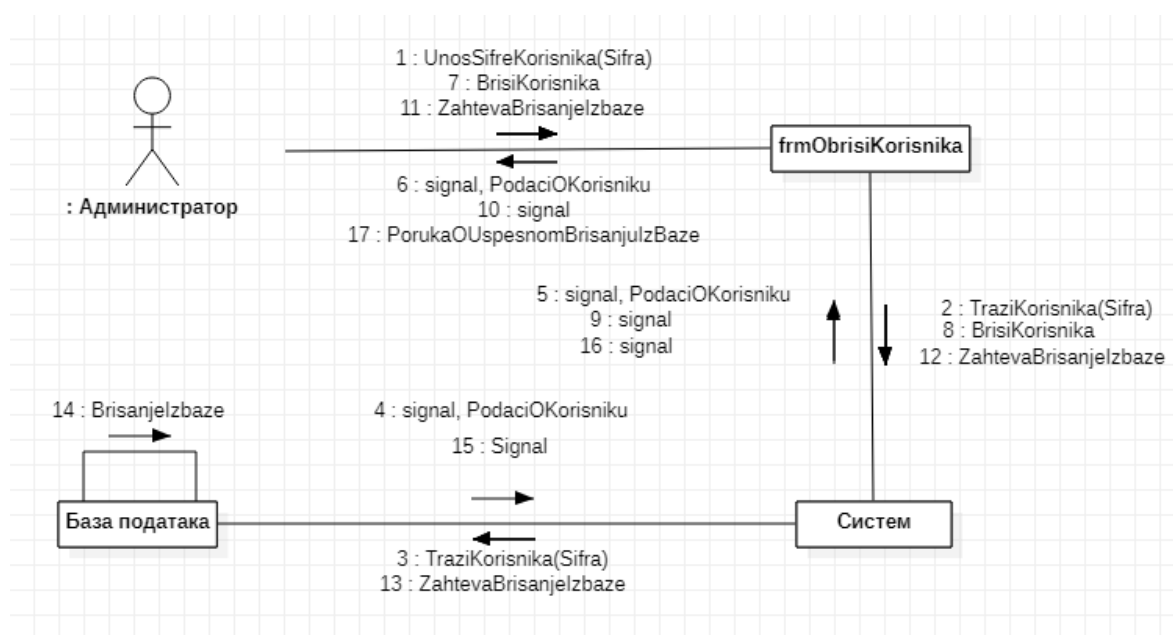 1 : UnosSifreKorisnika(Sifra)
7 : BrisiKorisnika
11 : ZahtevaBrisanjeIzbaze
frmObrisiKorisnika
: Администратор
6 : signal, PodaciOKorisniku
10 : signal
17 : PorukaOUspesnomBrisanjuIzBaze
5 : signal, PodaciOKorisniku
9 : signal
16 : signal
2 : TraziKorisnika(Sifra)
8 : BrisiKorisnika
12 : ZahtevaBrisanjeIzbaze
14 : BrisanjeIzbaze
4 : signal, PodaciOKorisniku
15 : Signal
База података
Систем
3 : TraziKorisnika(Sifra)
13 : ZahtevaBrisanjeIzbaze